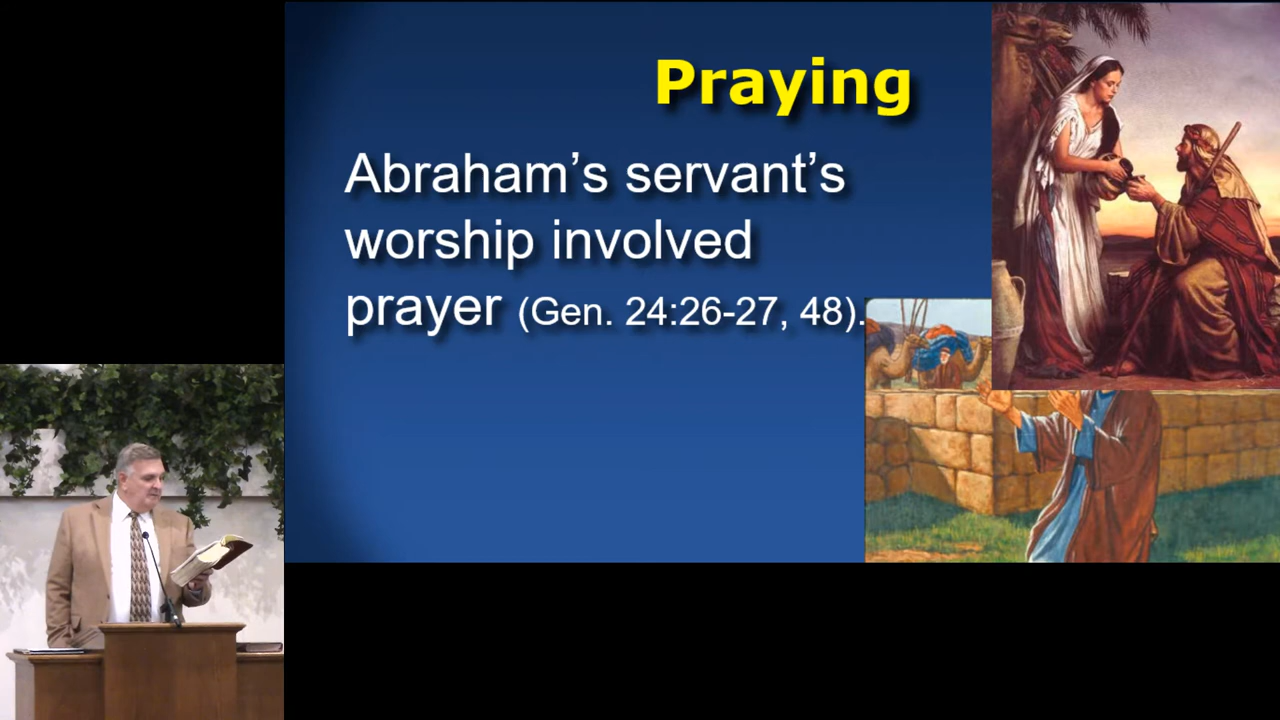 Praying
Abraham’s servant’s
worship involved
prayer (Gen. 24:26-27, 48).